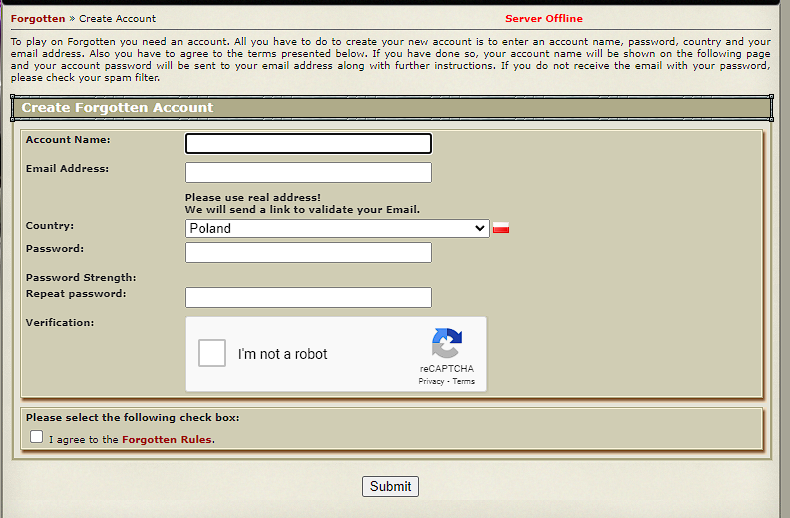 Forgotten » Create Account
Server Offline
To play on Forgotten you need an account. All you have to do to create your new account is to enter an account name, password, country and your
email address. Also you have to agree to the terms presented below. If you have done so, your account name will be shown on the following page
and your account password will be sent to your email address along with further instructions. If you do not receive the email with your password,
please check your spam filter.
Create Forgotten Account
Account Name:
Email Address:
Please use real address!
We will send a link to validate your Email.
Country:
Poland
Password:
Password Strength:
Repeat password:
Verification:
I'm not a robot
reCAPTCHA
Privacy - Terms
Please select the following check box:
I agree to the Forgotten Rules.
Submit